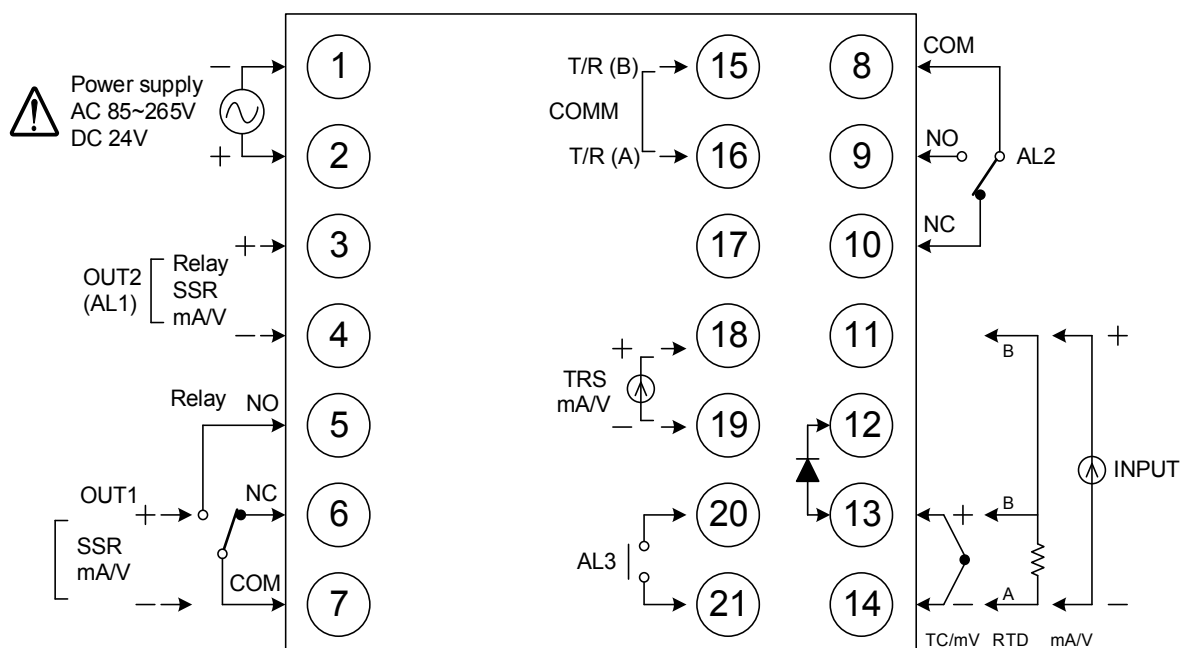 Power supply
AC 85~265V
DC 24V
−
+
1
2
3
4
5
6
7
+
OUT2
(AL1)
Relay
SSR
mA/V
−
Relay
NO
NC
COM
OUT1
+
SSR
mA/V
−
T/R (B)
COMM
T/R (A)
15
16
17
18
19
20
21
+
TRS
mA/V
−
AL3
8
9
10
11
12
13
14
COM
NO
NC
AL2
B
B
A
+
−
+
INPUT
−
TC/mV RTD mA/V